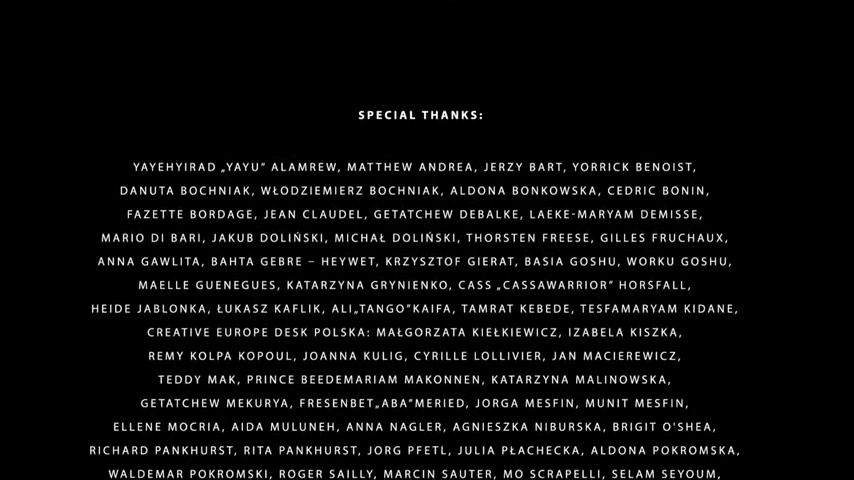 SPECIAL THANKS:
YAYEHYIRAD „YAYU” ALAMREW, MATTHEW ANDREA, JERZY BART, YORRICK BENOIST,
DANUTA BOCHNIAK, WŁODZIEMIERZ BOCHNIAK, ALDONA BONKOWSKA, CEDRIC BONIN,
FAZETTE BORDAGE, JEAN CLAUDEL, GETATCHEW DEBALKE, LAEKE-MARYAM DEMISSE,
MARIO DI BARI, JAKUB DOLIŃSKI, MICHAŁ DOLIŃSKI, THORSTEN FREESE, GILLES FRUCHAUX,
ANNA GAWLITA, BAHTA GEBRE – HEYWET, KRZYSZTOF GIERAT, BASIA GOSHU, WORKU GOSHU,
MAELLE GUENEGUES, KATARZYNA GRYNIENKO, CASS „CASSAWARRIOR” HORSFALL,
HEIDE JABLONKA, ŁUKASZ KAFLIK, ALI„TANGO”KAIFA, TAMRAT KEBEDE, TESFAMARYAM KIDANE,
CREATIVE EUROPE DESK POLSKA: MAŁGORZATA KIEŁKIEWICZ, IZABELA KISZKA,
REMY KOLPA KOPOUL, JOANNA KULIG, CYRILLE LOLLIVIER, JAN MACIEREWICZ,
TEDDY MAK, PRINCE BEEDEMARIAM MAKONNEN, KATARZYNA MALINOWSKA,
GETATCHEW MEKURYA, FRESENBET„ABA”MERIED, JORGA MESFIN, MUNIT MESFIN,
ELLENE MOCRIA, AIDA MULUNEH, ANNA NAGLER, AGNIESZKA NIBURSKA, BRIGIT O'SHEA,
RICHARD PANKHURST, RITA PANKHURST, JORG PFETL, JULIA PŁACHECKA, ALDONA POKROMSKA,
WALDEMAR POKROMSKI, ROGER SAILLY, MARCIN SAUTER, MO SCRAPELLI, SELAM SEYOUM,